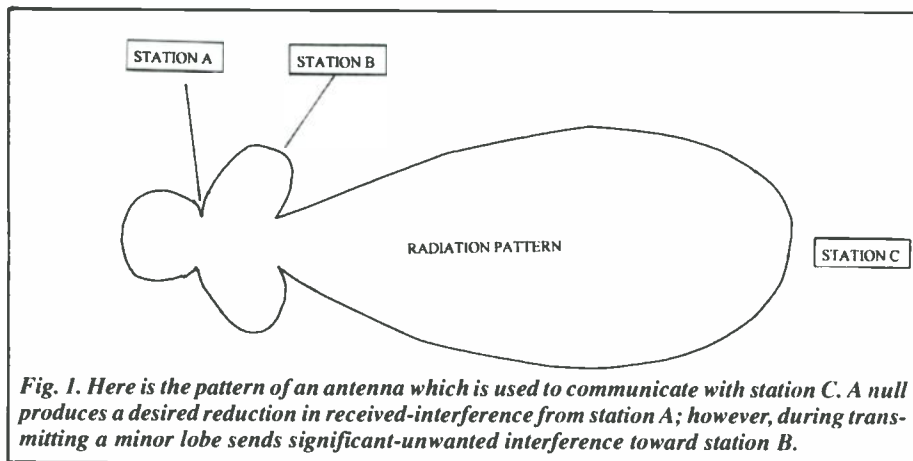 STATION A
STATION B
RADIATION PATTERN
STATION C
Fig. 1. Here is the pattern of an antenna which is used to communicate with station C. A null
produces a desired reduction in received-interference from station A; however, during trans-
mitting a minor lobe sends significant-unwanted interference toward station B.